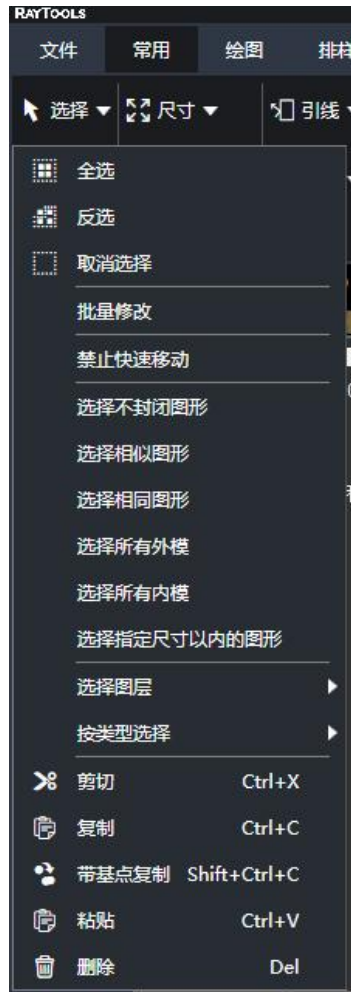 RAYTOOLS
文件 常用 绘图
选择 尺寸 引线
全选
反选
取消选择
批量修改
禁止快速移动
选择不封闭图形
选择相似图形
选择相同图形
选择所有外模
选择所有内模
选择指定尺寸以内的图形
选择图层
按类型选择
剪切 Ctrl+X
复制 Ctrl+C
带基点复制 Shift+Ctrl+C
粘贴 Ctrl+V
删除 Del